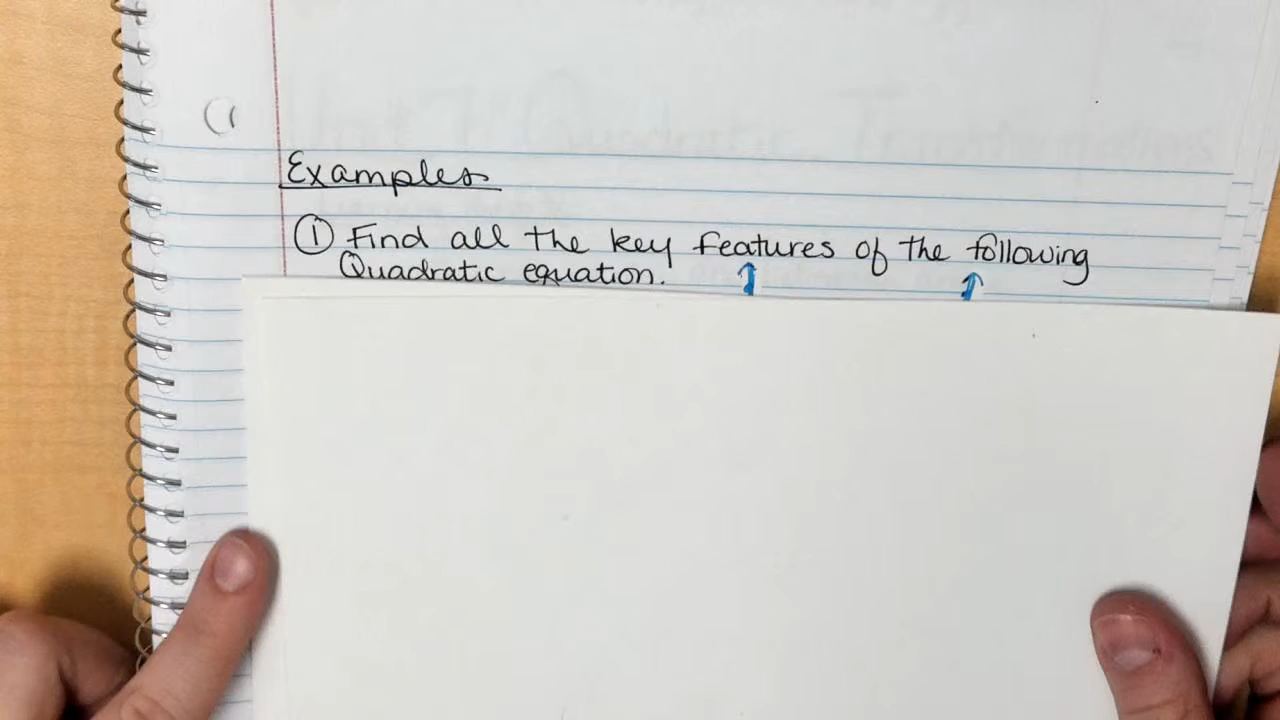 Examples
① Find all the key features of the following
Quadratic equation.